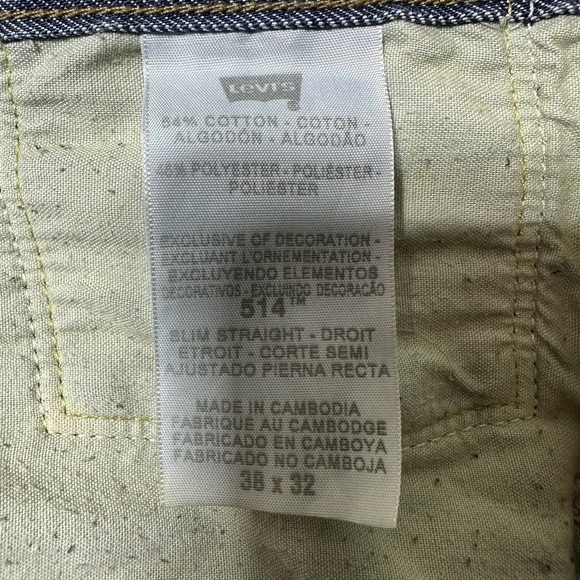 Levi's
®
54% COTTON - COTON -
ALGODÓN - ALGODÃO
46% POLYESTER - POLIÉSTER-
POLIESTER
EXCLUSIVE OF DECORATION -
EXCLUANT L'ORNEMENTATION -
EXCLUYENDO ELEMENTOS
DECORATIVOS - EXCLUINDO DECORAÇÃO
514™
SLIM STRAIGHT - DROIT
ETROIT - CORTE SEMI
AJUSTADO PIERNA RECTA
MADE IN CAMBODIA
FABRIQUE AU CAMBODGE
FABRICADO EN CAMBOYA
FABRICADO NO CAMBOJA
38 x 32